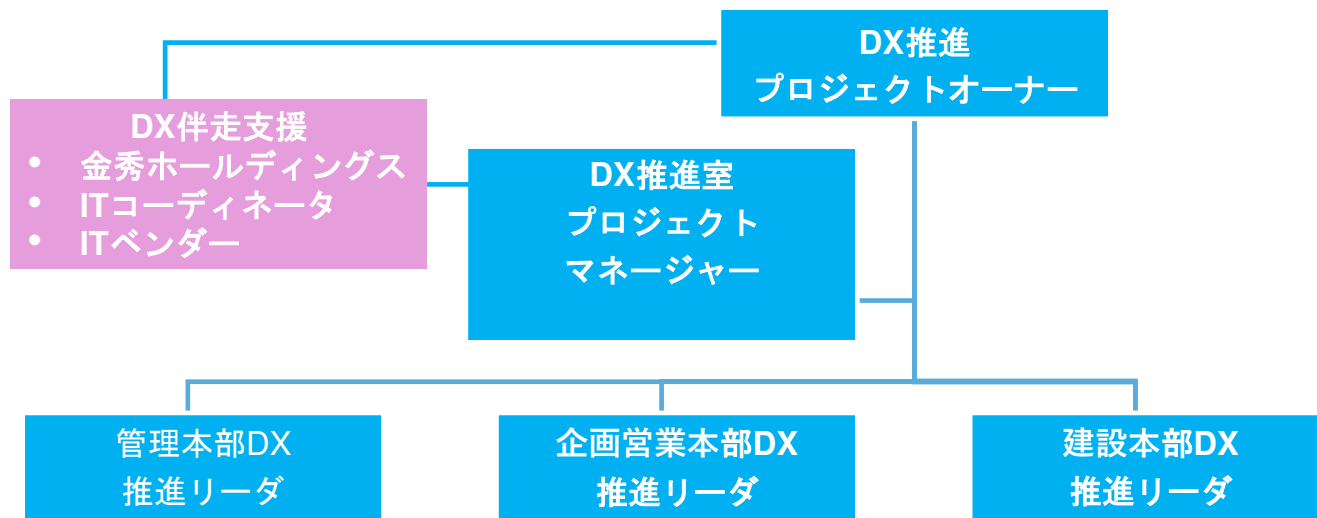 DX推進
プロジェクトオーナー
DX伴走支援
• 金秀ホールディングス
• ITコーディネータ
• ITベンダー
DX推進室
プロジェクト
マネージャー
管理本部DX
推進リーダ
企画営業本部DX
推進リーダ
建設本部DX
推進リーダ